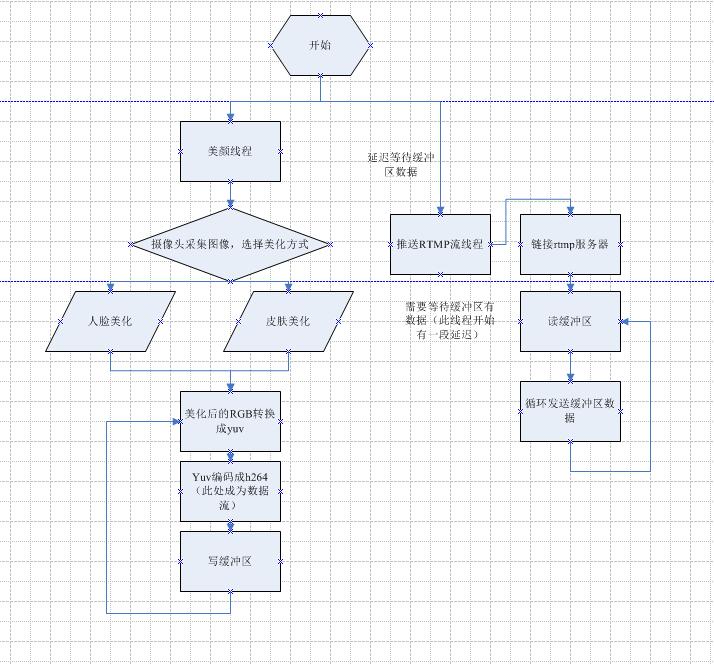 开始
美颜线程
延迟等待缓冲
区数据
摄像头采集图像，选择美化方式
推送RTMP流线程
链接rtmp服务器
人脸美化
皮肤美化
需要等待缓冲区有
数据（此线程开始
有一段延迟）
读缓冲区
美化后的RGB转换
成yuv
循环发送缓冲区数
据
Yuv编码成h264
（此处成为数据
流）
写缓冲区